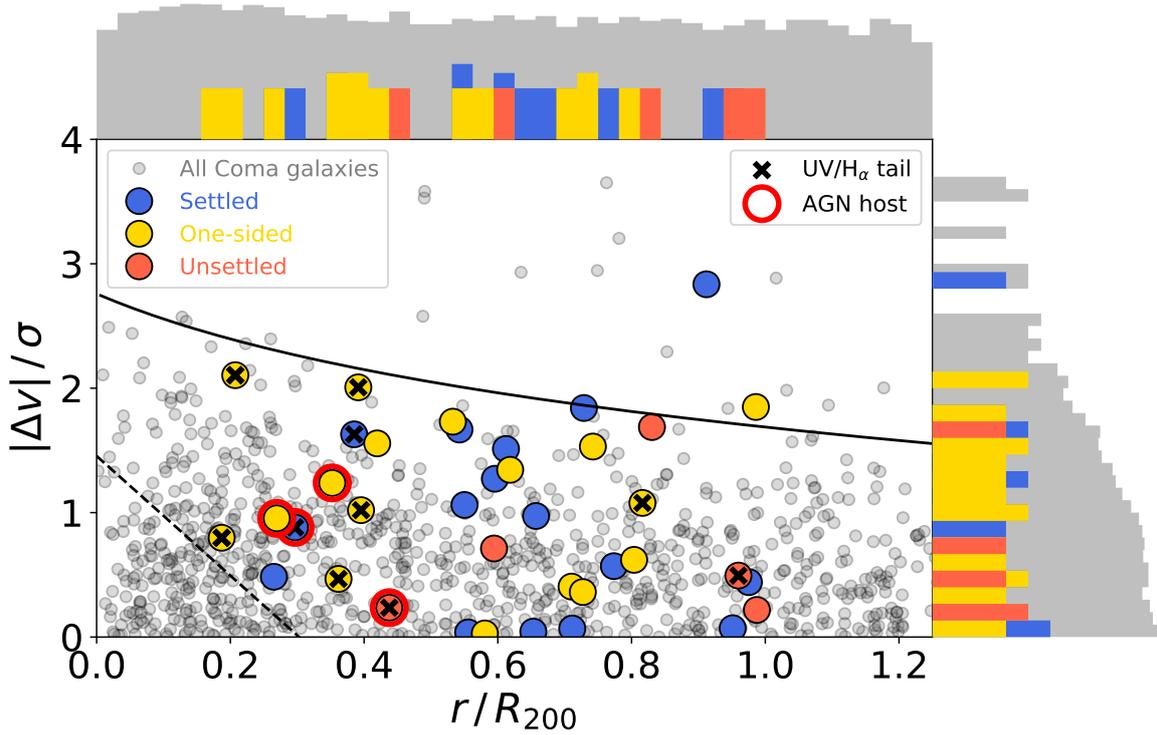 4
3
2
1
0
|Δv| / σ
All Coma galaxies
Settled
One-sided
Unsettled
UV/Hα tail
AGN host
0.0 0.2 0.4 0.6 0.8 1.0 1.2
r / R200